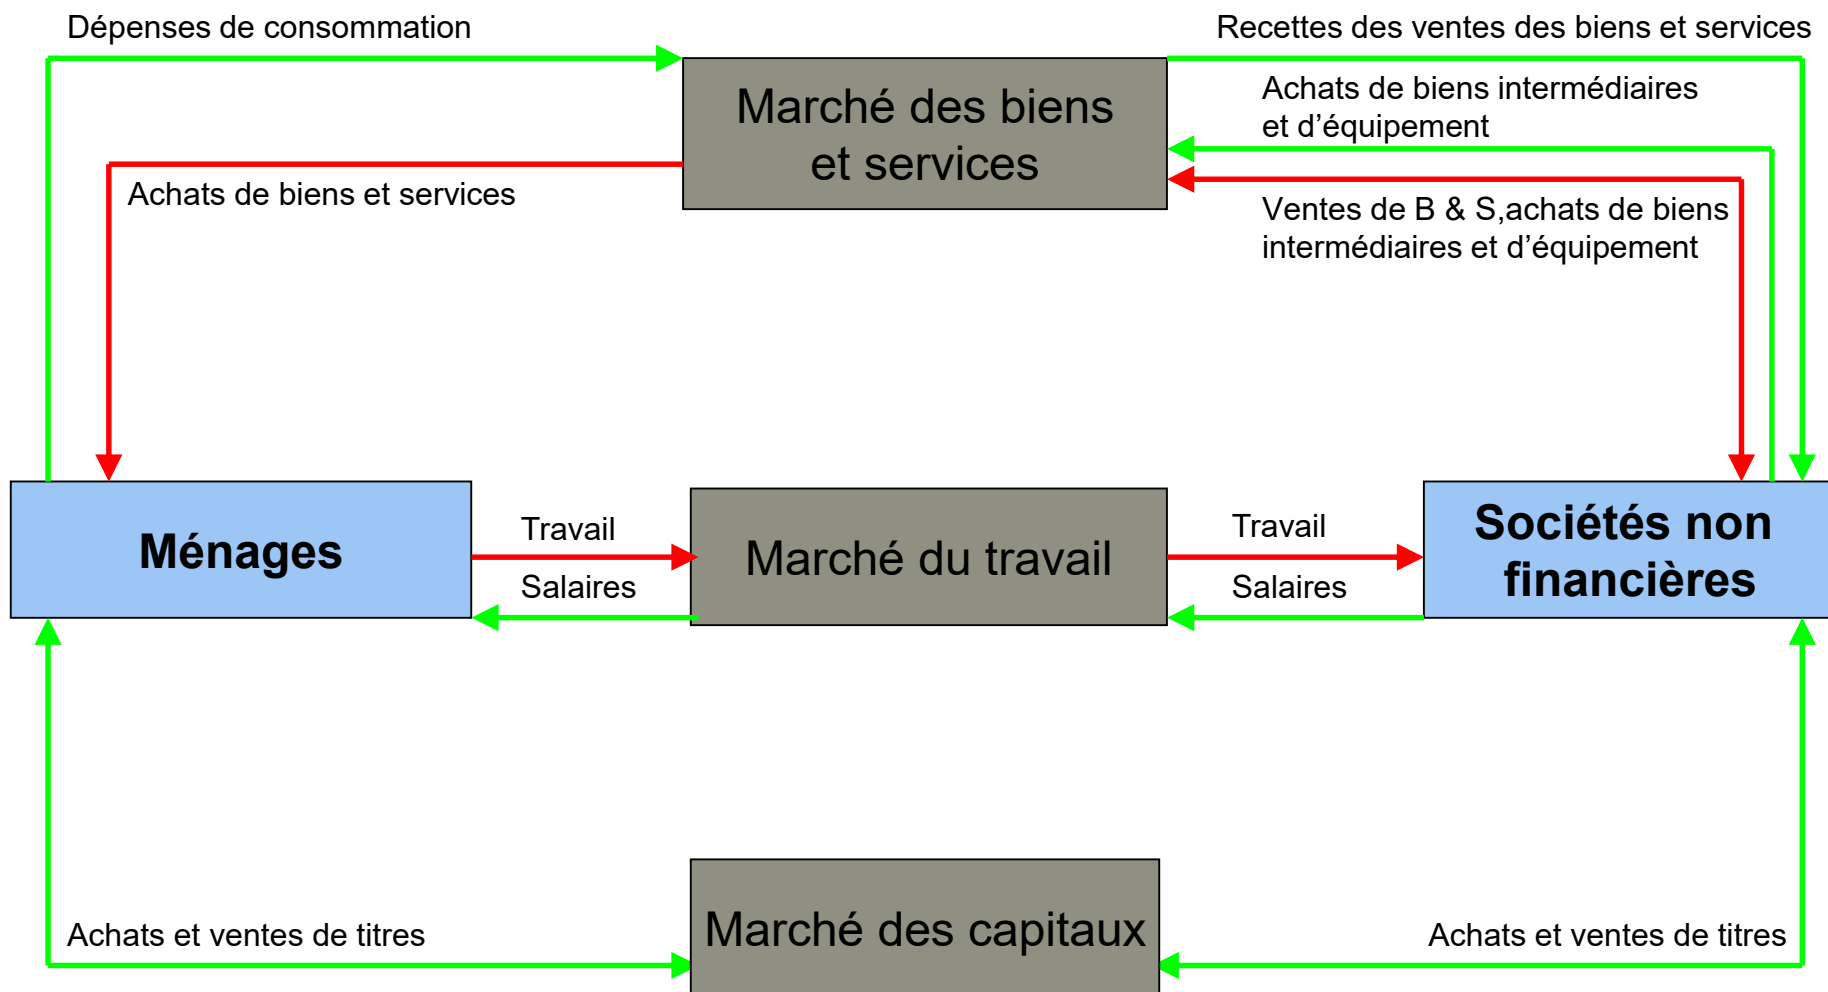 Dépenses de consommation
Recettes des ventes des biens et services
Marché des biens
et services
Achats de biens intermédiaires
et d’équipement
Achats de biens et services
Ventes de B & S,achats de biens
intermédiaires et d’équipement
Ménages
Travail
Salaires
Marché du travail
Travail
Salaires
Sociétés non
financières
Achats et ventes de titres
Marché des capitaux
Achats et ventes de titres